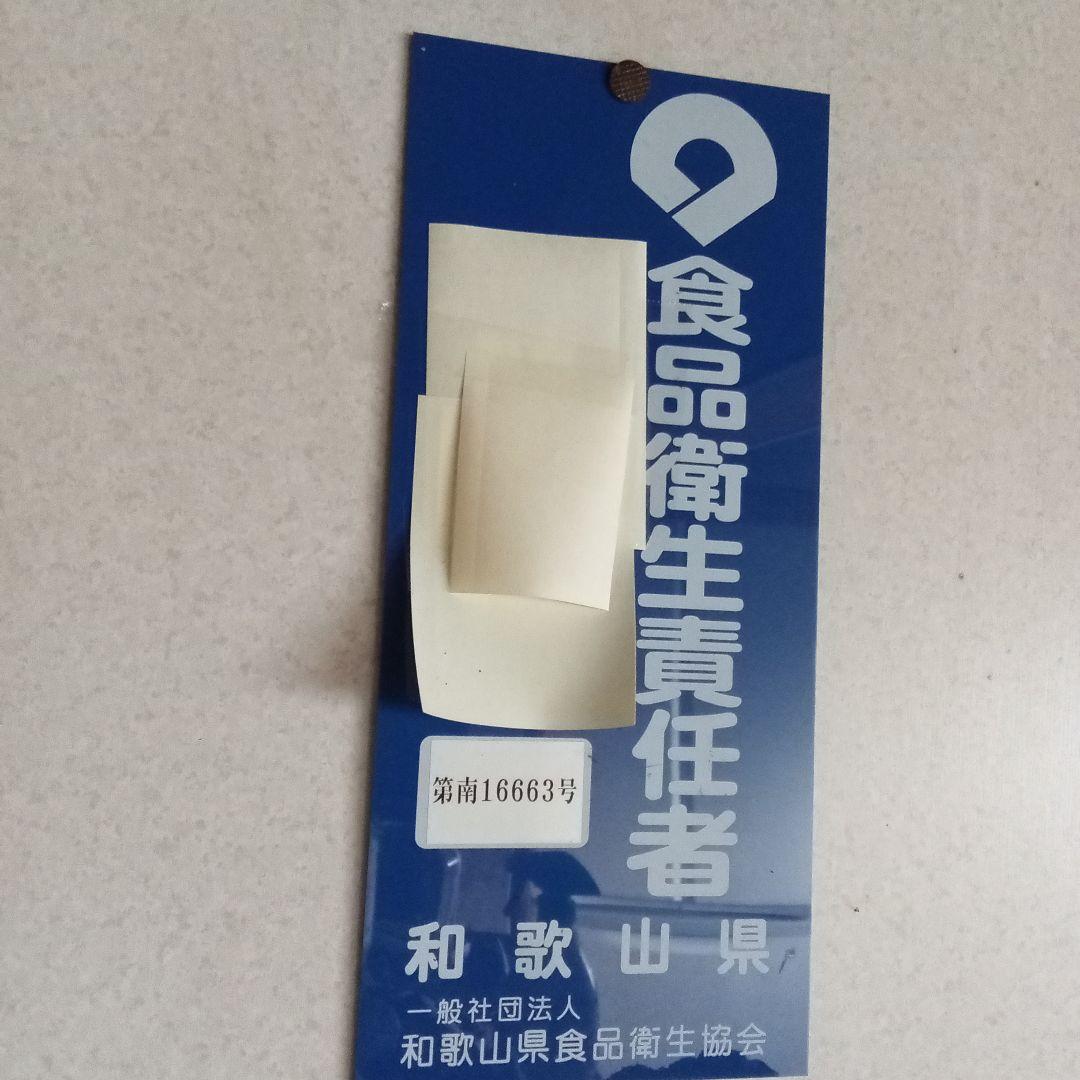 食品衛生責任者
第南16663号
和歌山県
一般社団法人
和歌山県食品衛生協会